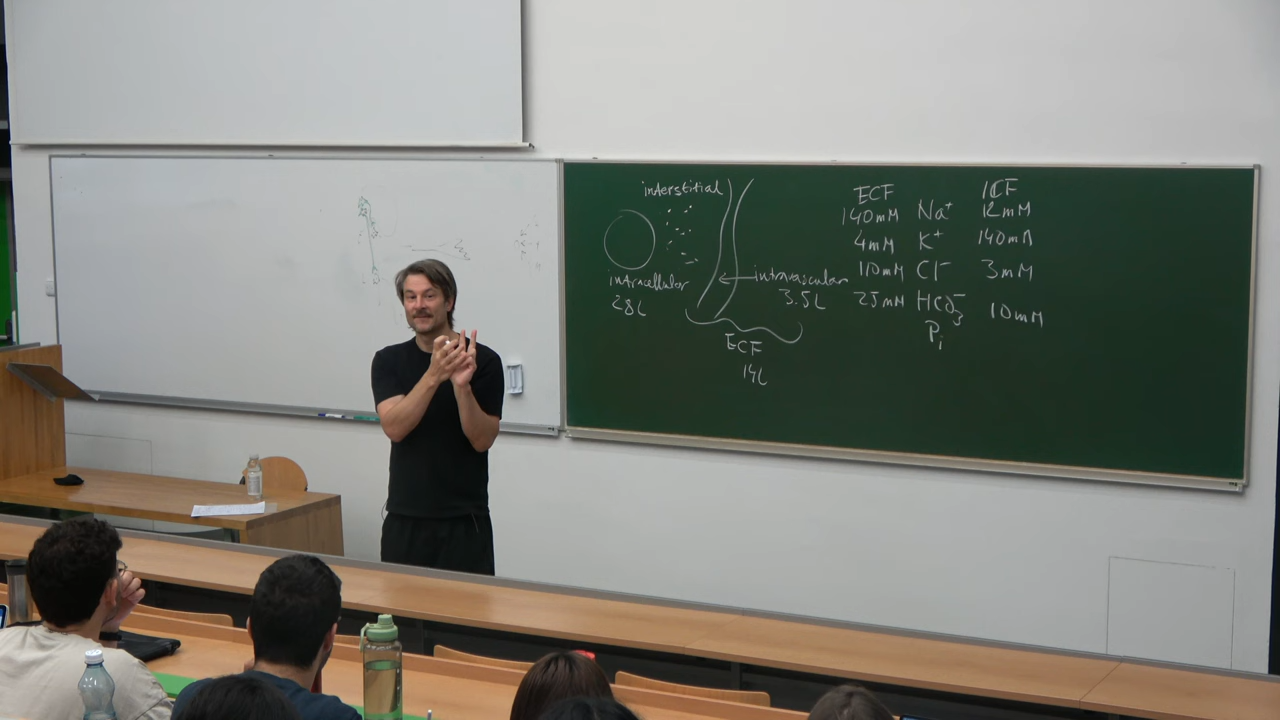 interstitial
intracellular
28L
intravascular
3.5L
ECF
14L
ECF ICF
140mM Na⁺ 12mM
4mM K⁺ 140mM
110mM Cl⁻ 3mM
25mM HCO₃⁻ 10mM
Pᵢ